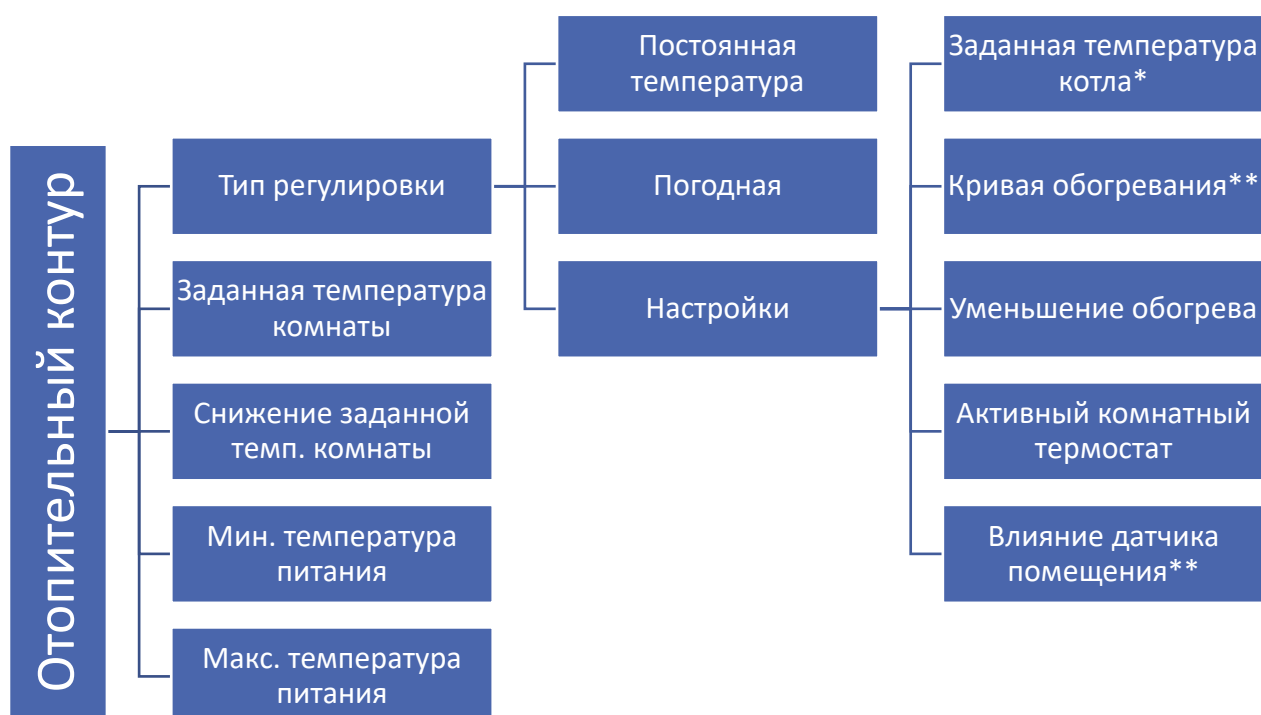 Отопительный контур
Тип регулировки
Заданная температура
комнаты
Снижение заданной
темп. комнаты
Мин. температура
питания
Макс. температура
питания
Постоянная
температура
Погодная
Настройки
Заданная температура
котла*
Кривая обогревания**
Уменьшение обогрева
Активный комнатный
термостат
Влияние датчика
помещения**